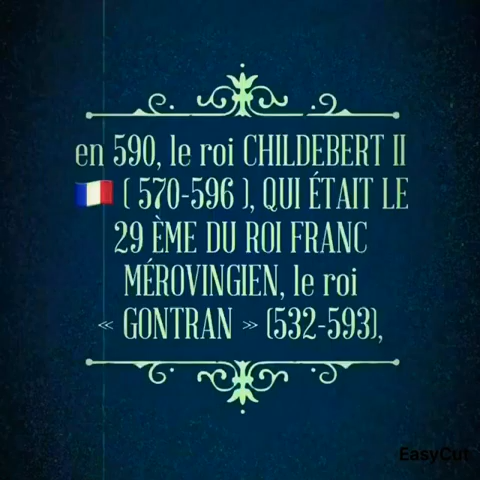 en 590, le roi CHILDEBERT II
🇫🇷 ( 570-596 ), QUI ÉTAIT LE
29 ÈME DU ROI FRANC
MÉROVINGIEN, le roi
« GONTRAN » (532-593),
EasyCut